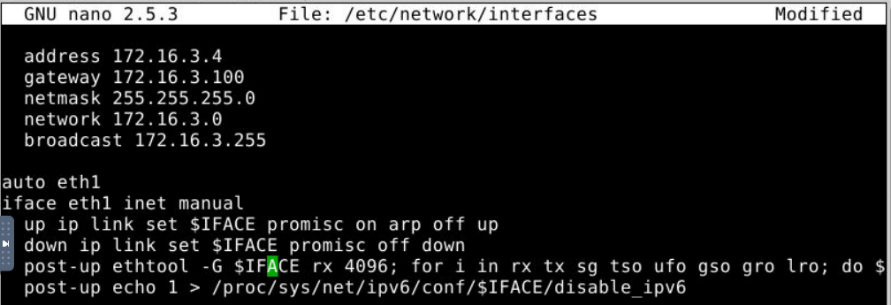 GNU nano 2.5.3 File: /etc/network/interfaces Modified
address 172.16.3.4
gateway 172.16.3.100
netmask 255.255.255.0
network 172.16.3.0
broadcast 172.16.3.255
auto eth1
iface eth1 inet manual
up ip link set $IFACE promisc on arp off up
down ip link set $IFACE promisc off down
post-up ethtool -G $IFACE rx 4096; for i in rx tx sg tso ufo gso gro lro; do $
post-up echo 1 > /proc/sys/net/ipv6/conf/$IFACE/disable_ipv6